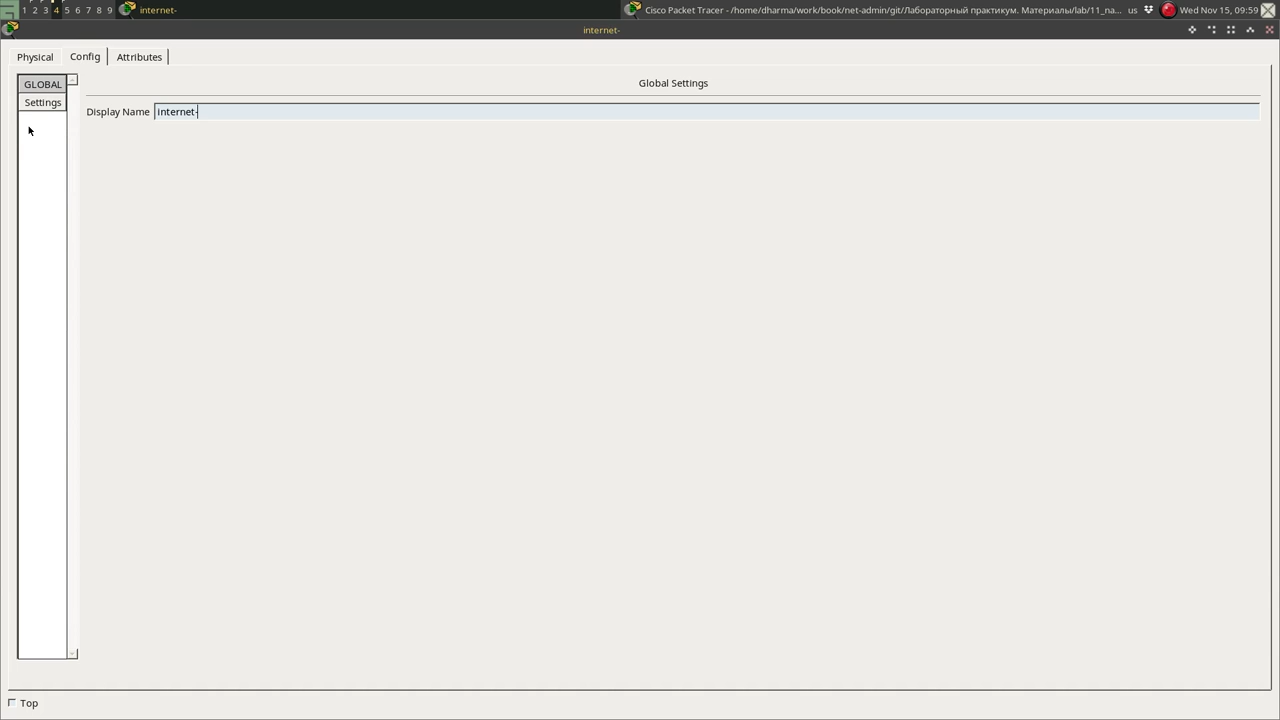 1 2 3 4 5 6 7 8 9 internet- Cisco Packet Tracer - /home/dharma/work/book/net-admin/git/Лабораторный практикум. Материалы/lab/11_na... us Wed Nov 15, 09:59
internet-
Physical Config Attributes
GLOBAL
Settings
Global Settings
Display Name internet-
Top